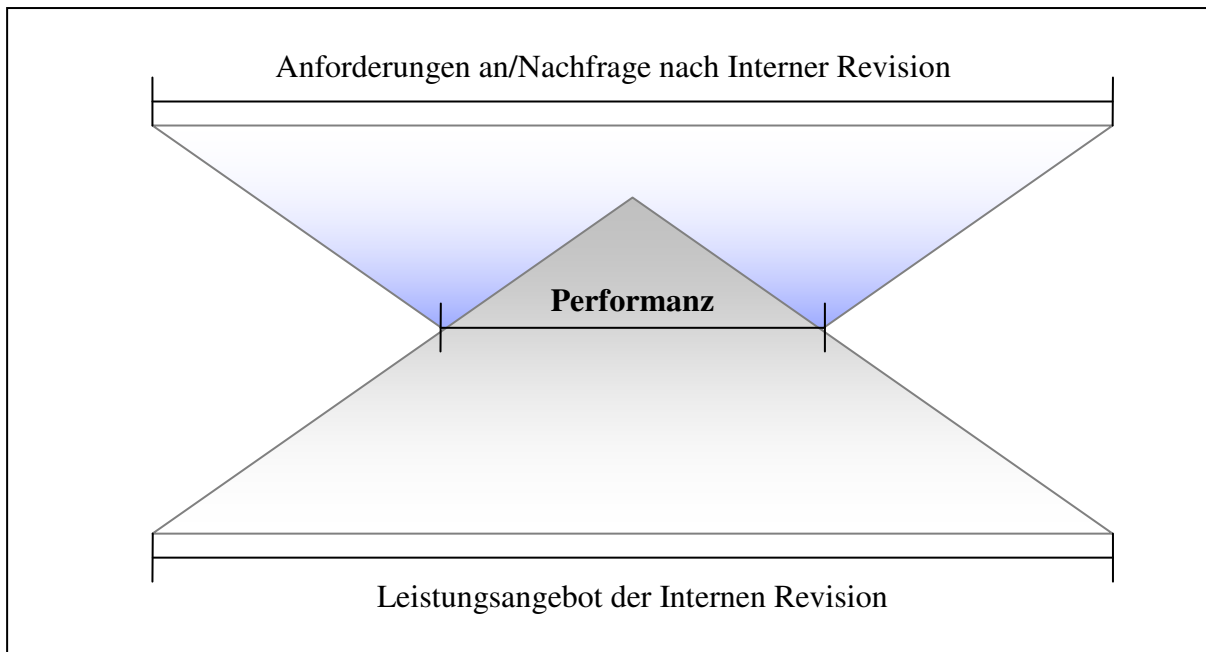 Anforderungen an/Nachfrage nach Interner Revision
Performanz
Leistungsangebot der Internen Revision